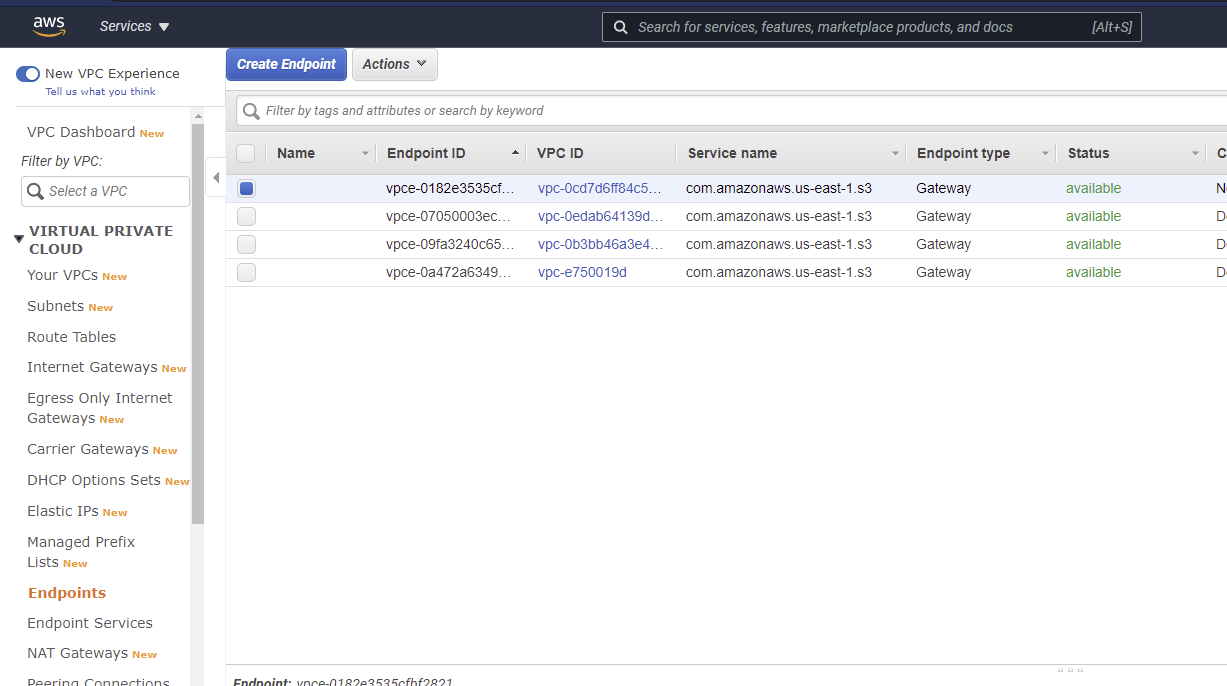 aws Services Search for services, features, marketplace products, and docs [Alt+S]
New VPC Experience
Tell us what you think
VPC Dashboard New
Filter by VPC:
Select a VPC
VIRTUAL PRIVATE
CLOUD
Your VPCs New
Subnets New
Route Tables
Internet Gateways New
Egress Only Internet
Gateways New
Carrier Gateways New
DHCP Options Sets New
Elastic IPs New
Managed Prefix
Lists New
Endpoints
Endpoint Services
NAT Gateways New
Peering Connections
Create Endpoint Actions
Filter by tags and attributes or search by keyword
Name Endpoint ID VPC ID Service name Endpoint type Status
vpce-0182e3535cf... vpc-0cd7d6ff84c5... com.amazonaws.us-east-1.s3 Gateway available
vpce-07050003ec... vpc-0edab64139d... com.amazonaws.us-east-1.s3 Gateway available
vpce-09fa3240c65... vpc-0b3bb46a3e4... com.amazonaws.us-east-1.s3 Gateway available
vpce-0a472a6349... vpc-e750019d com.amazonaws.us-east-1.s3 Gateway available
Endpoint: vpce-0182e3535cfbf2821